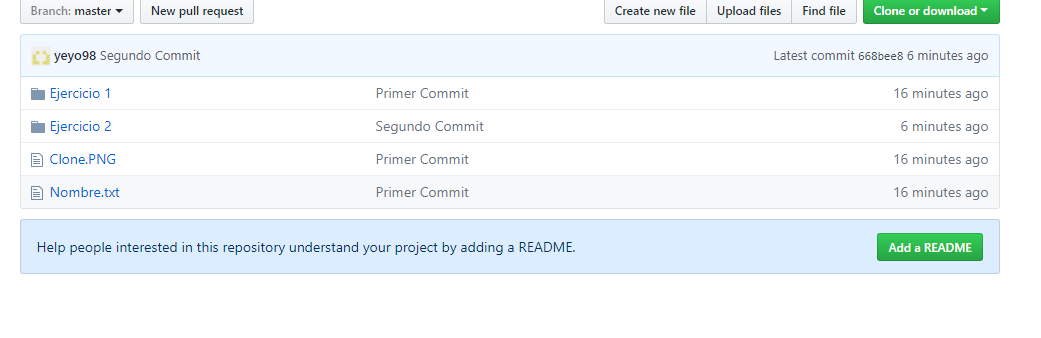 Branch: master New pull request Create new file Upload files Find file Clone or download
yeyo98 Segundo Commit Latest commit 668bee8 6 minutes ago
Ejercicio 1 Primer Commit 16 minutes ago
Ejercicio 2 Segundo Commit 6 minutes ago
Clone.PNG Primer Commit 16 minutes ago
Nombre.txt Primer Commit 16 minutes ago
Help people interested in this repository understand your project by adding a README. Add a README